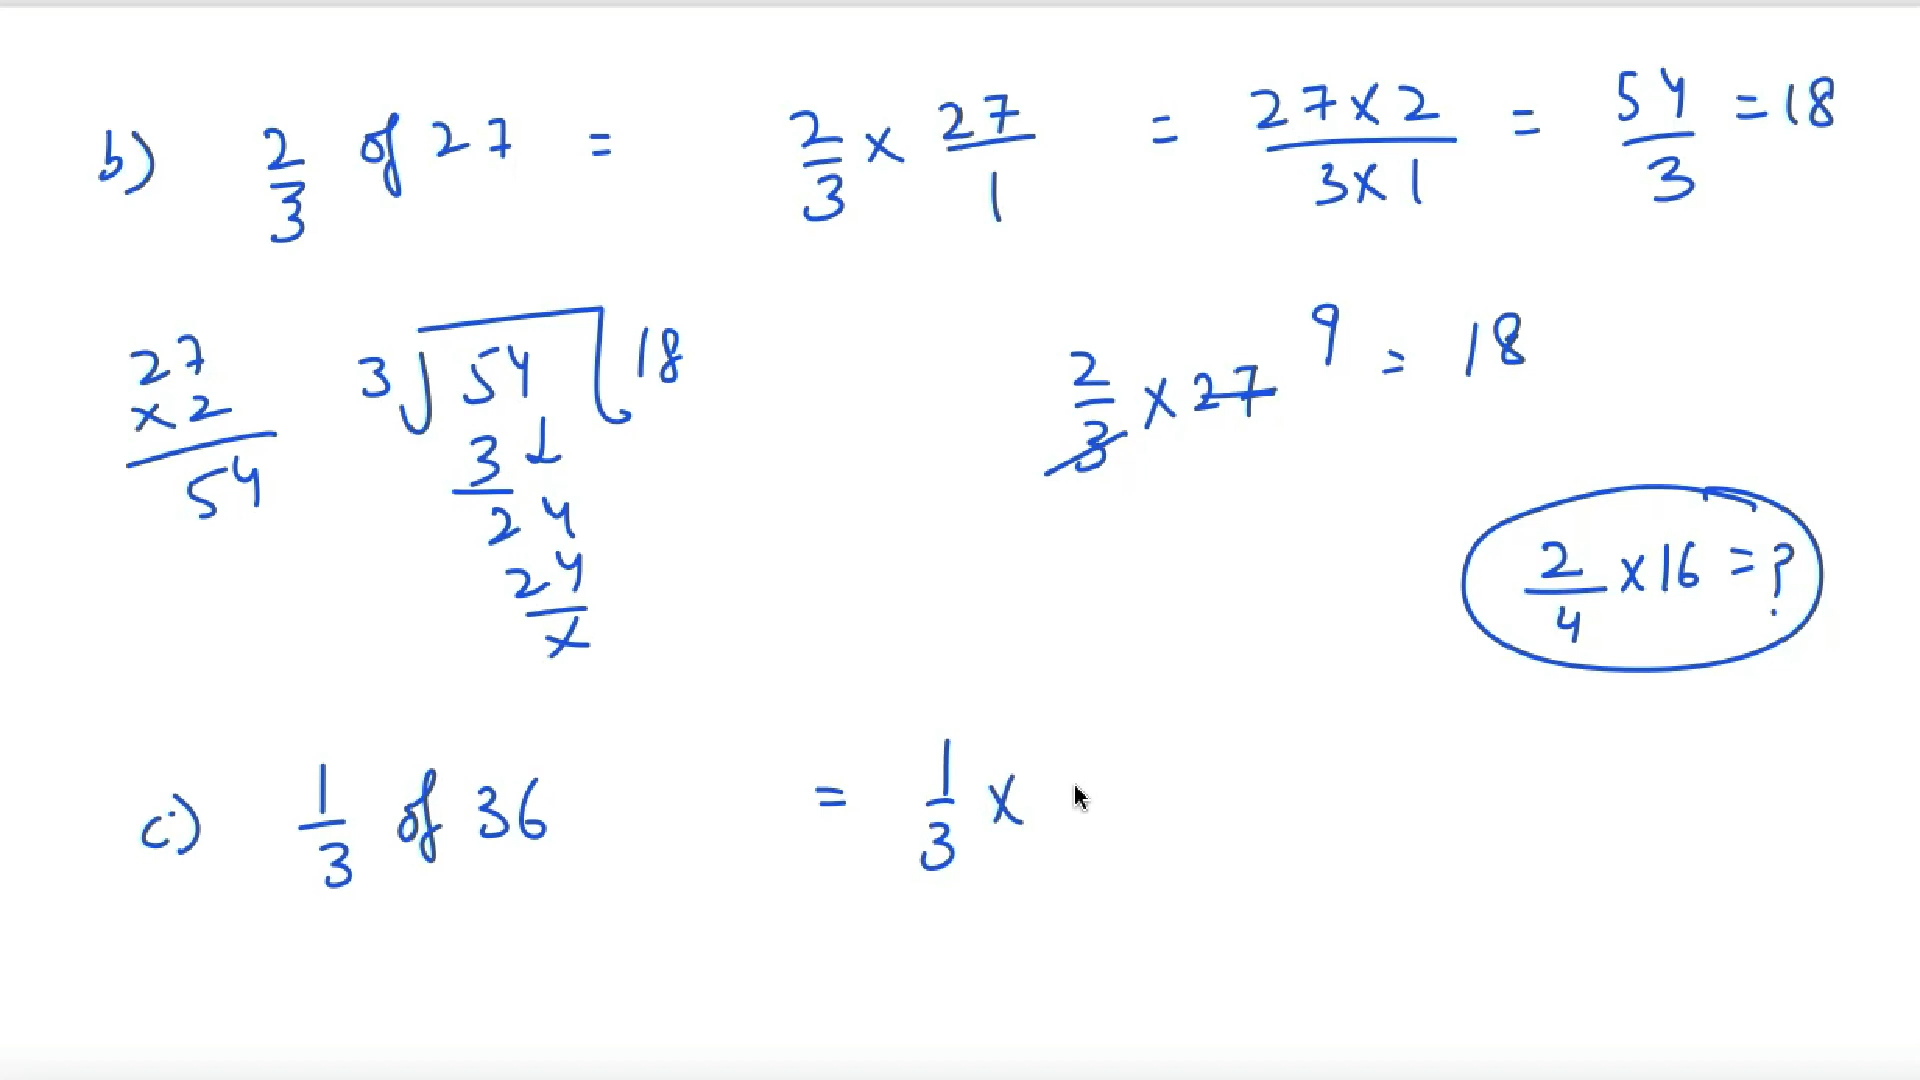 b) 2/3 of 27 = 2/3 x 27/1 = 27x2/3x1 = 54/3 = 18
27 3 54 18 2/3 x 27 9 = 18
x 2 3
54 24
24
x
2/4 x 16 = ?
c) 1/3 of 36 = 1/3 x